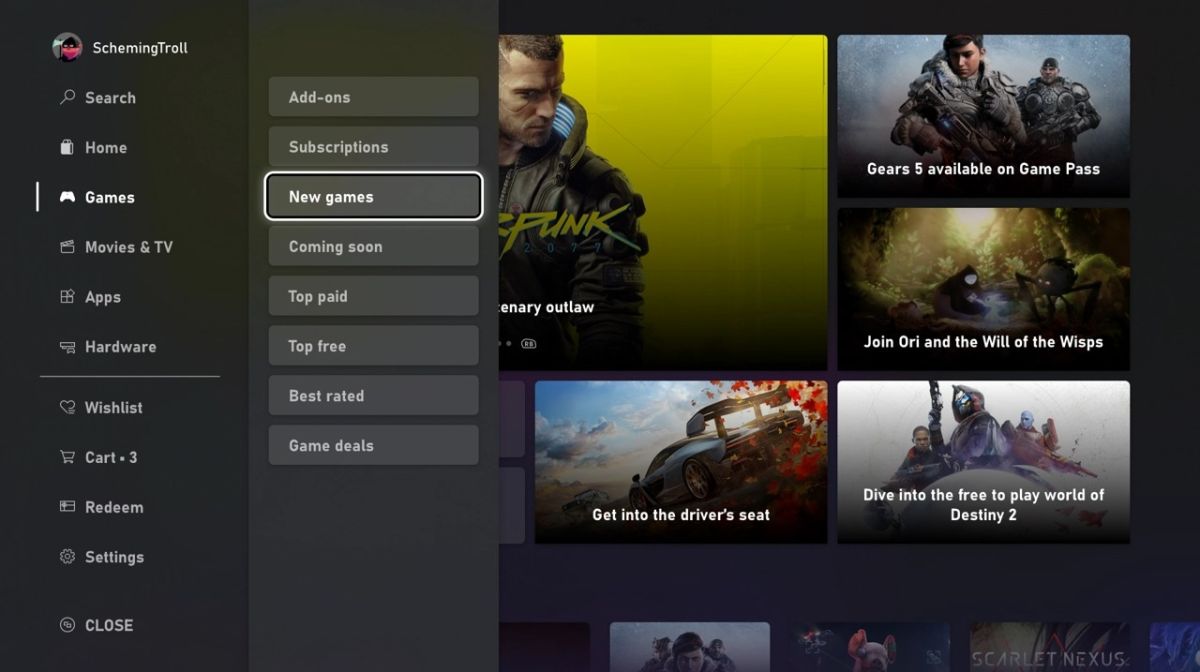 SchemingTroll
Search
Home
Games
Movies & TV
Apps
Hardware
Wishlist
Cart • 3
Redeem
Settings
CLOSE
Add-ons
Subscriptions
New games
Coming soon
Top paid
Top free
Best rated
Game deals
RPUNK
2077
enary outlaw
RB
Gears 5 available on Game Pass
Join Ori and the Will of the Wisps
Get into the driver's seat
Dive into the free to play world of
Destiny 2
SCARLET NEXUS